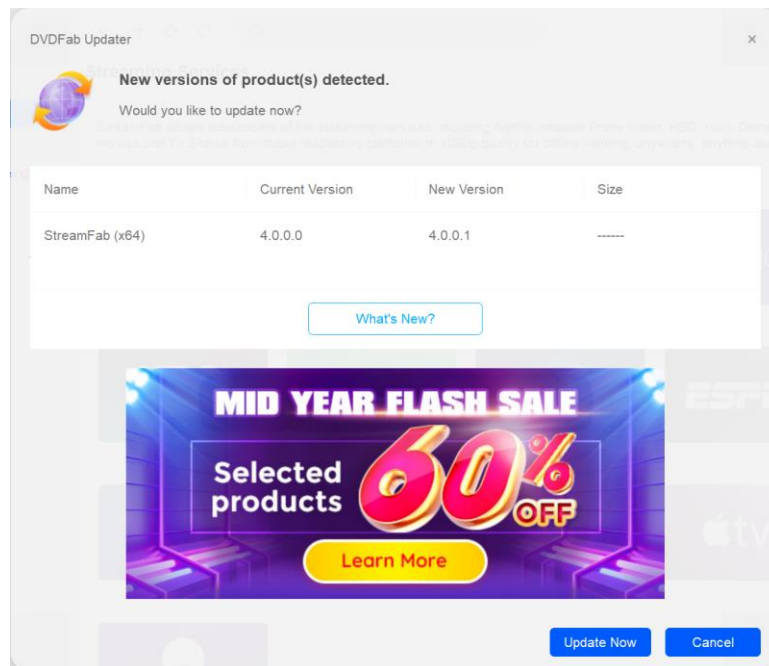 DVDFab Updater
New versions of product(s) detected.
Would you like to update now?
Name Current Version New Version Size
StreamFab (x64) 4.0.0.0 4.0.0.1 ------
What's New?
MID YEAR FLASH SALE
Selected products
60% OFF
Learn More
ESPN
tv
Update Now Cancel